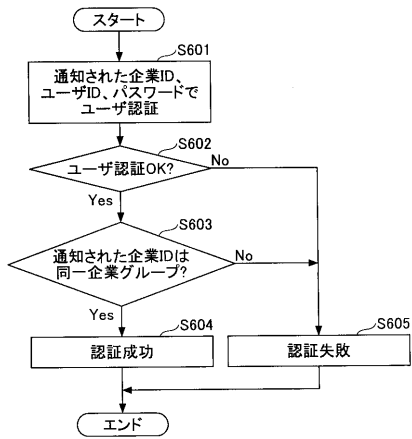 スタート
S601
通知された企業ID、
ユーザID、パスワードで
ユーザ認証
S602
ユーザ認証OK?
No
Yes
S603
通知された企業IDは
同一企業グループ?
No
Yes
S604
認証成功
S605
認証失敗
エンド